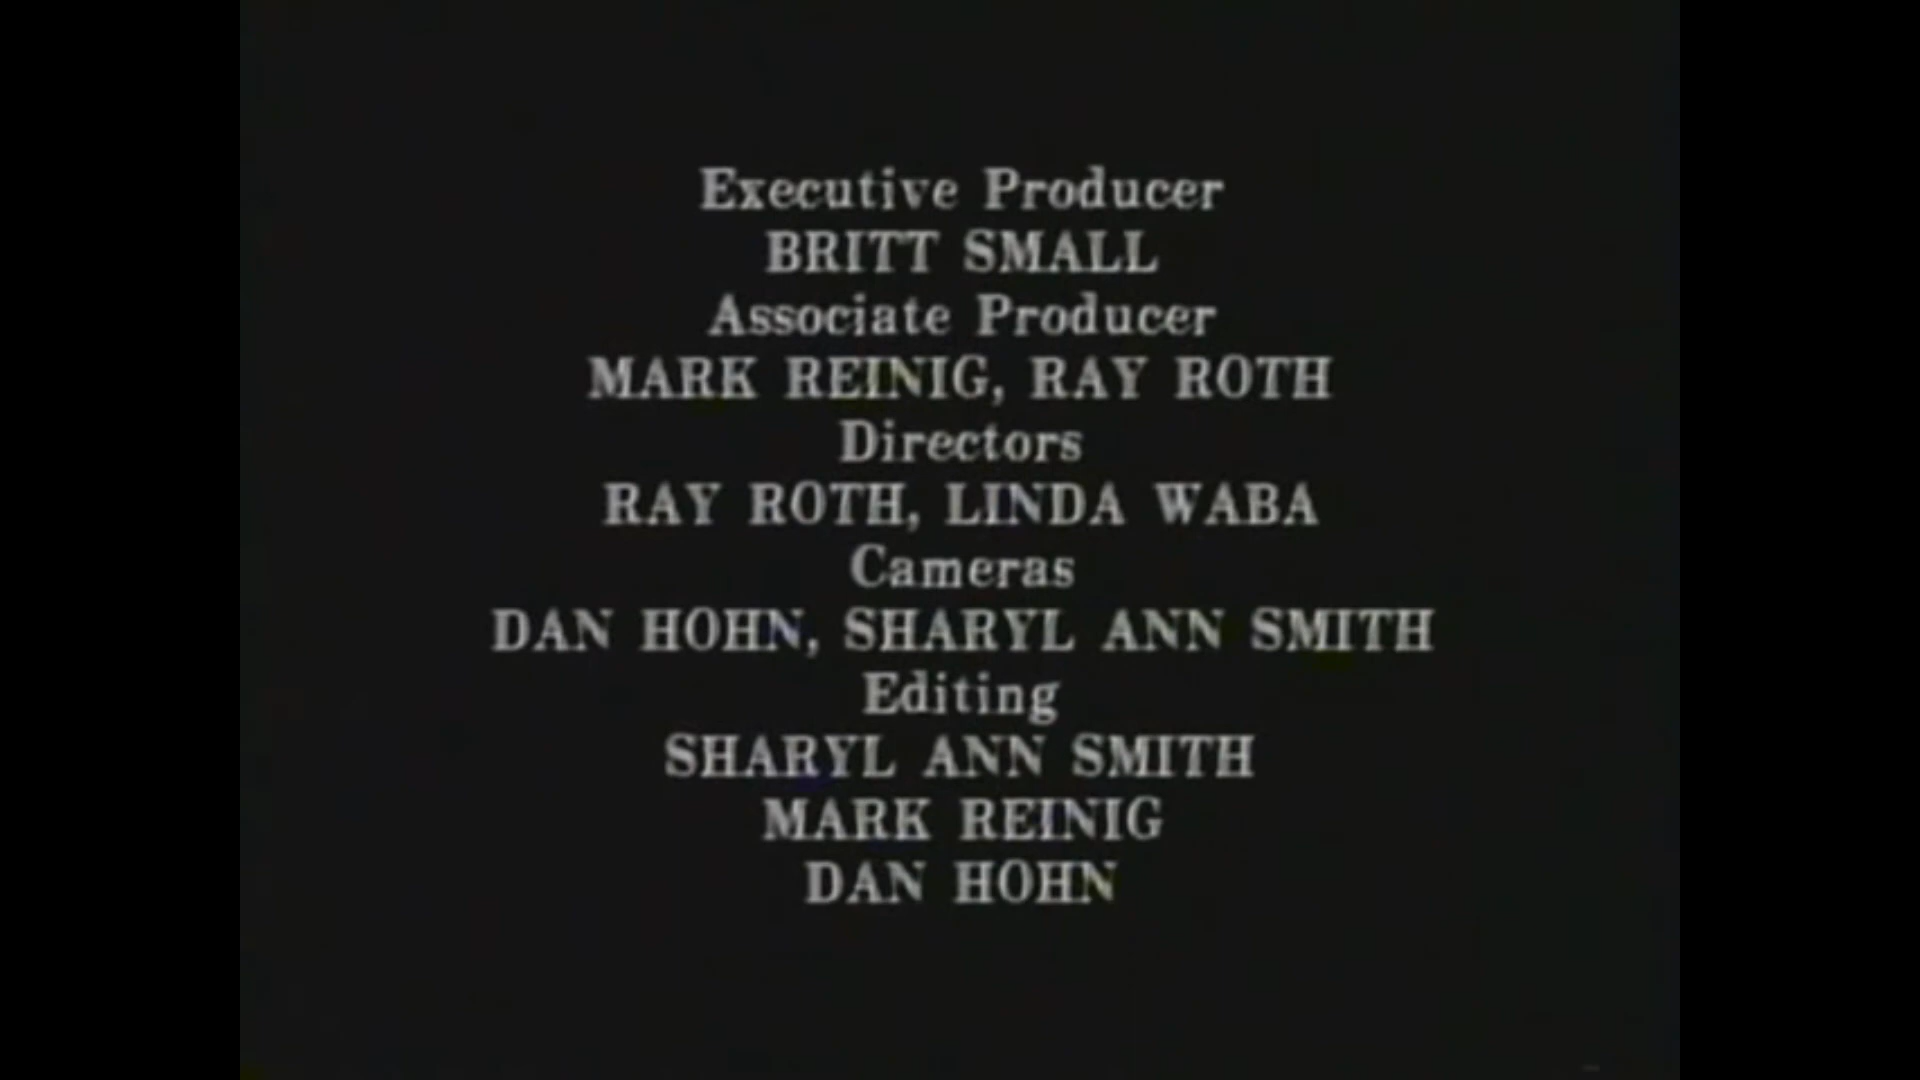 Executive Producer
BRITT SMALL
Associate Producer
MARK REINIG, RAY ROTH
Directors
RAY ROTH, LINDA WABA
Cameras
DAN HOHN, SHARYL ANN SMITH
Editing
SHARYL ANN SMITH
MARK REINIG
DAN HOHN